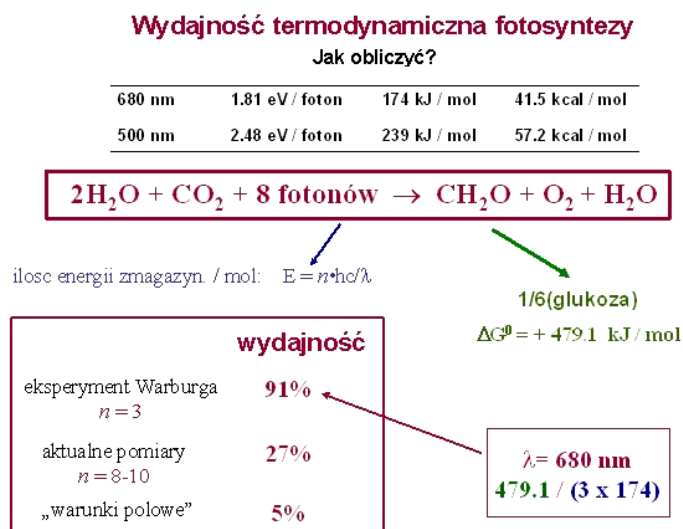 Wydajność termodynamiczna fotosyntezy
Jak obliczyć?
680 nm 1.81 eV / foton 174 kJ / mol 41.5 kcal / mol
500 nm 2.48 eV / foton 239 kJ / mol 57.2 kcal / mol
2H₂O + CO₂ + 8 fotonów → CH₂O + O₂ + H₂O
ilosc energii zmagazyn. / mol: E = n•hc/λ
1/6(glukoza)
ΔG⁰ = + 479.1 kJ / mol
wydajność
eksperyment Warburga 91%
n = 3
aktualne pomiary 27%
n = 8-10
„warunki polowe” 5%
λ= 680 nm
479.1 / (3 x 174)